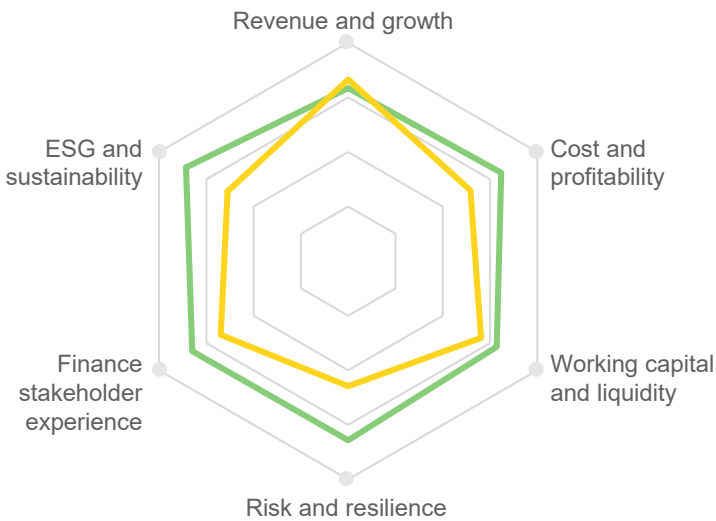 Revenue and growth
ESG and
sustainability
Cost and
profitability
Finance
stakeholder
experience
Working capital
and liquidity
Risk and resilience